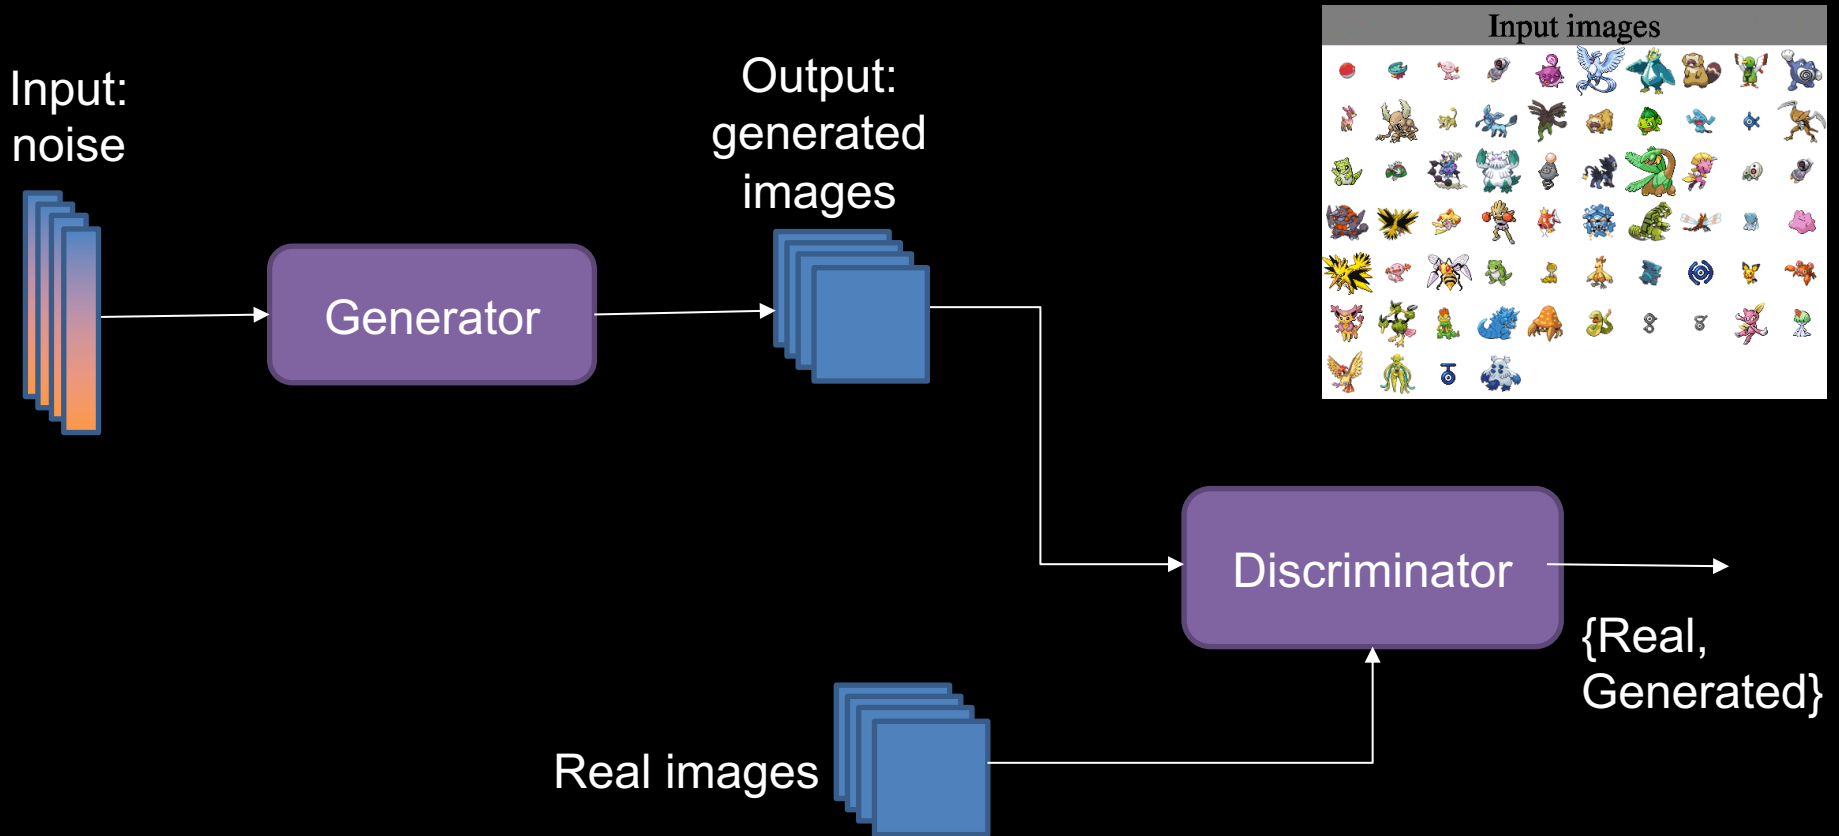 Input images
Input:
noise
Output:
generated
images
Generator
Discriminator
{Real,
Generated}
Real images